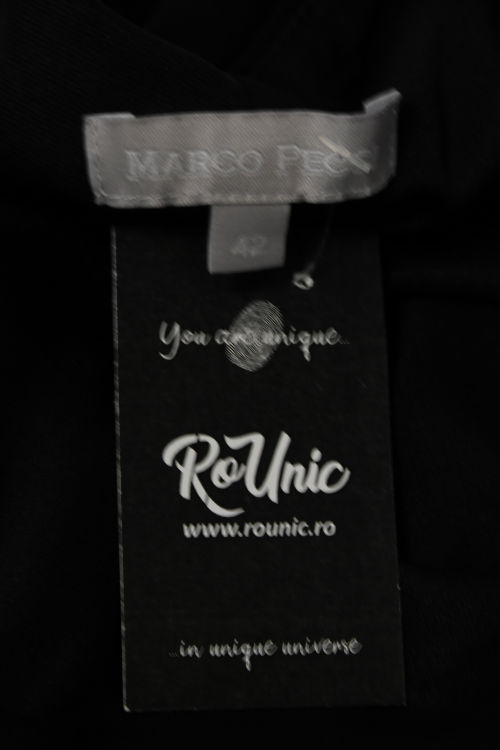 MARCO PECCI
42
You are unique...
RoUnic
www.rounic.ro
...in unique universe